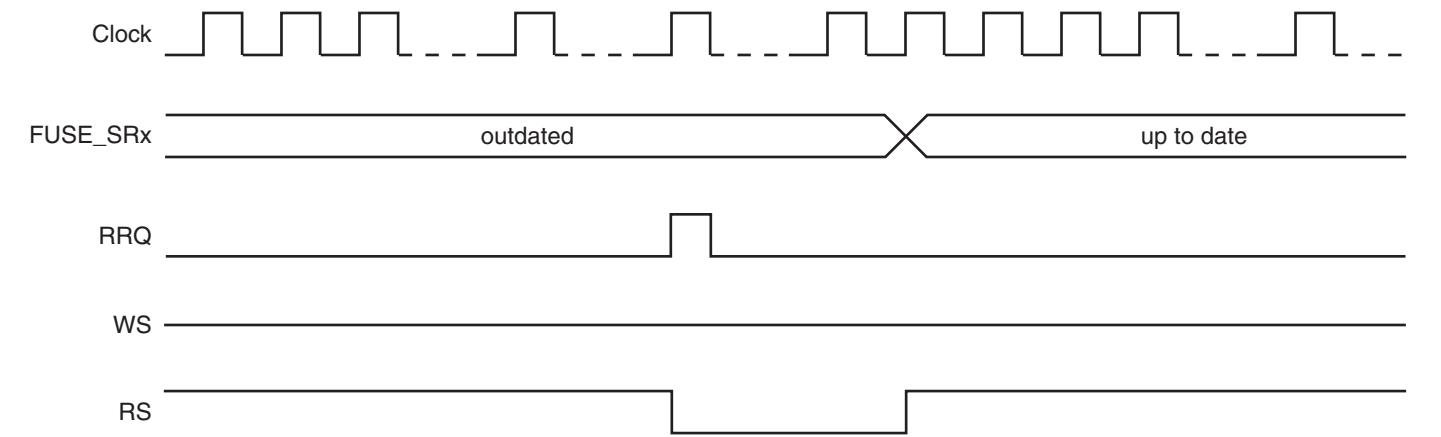 Clock
FUSE_SRx
outdated
up to date
RRQ
WS
RS